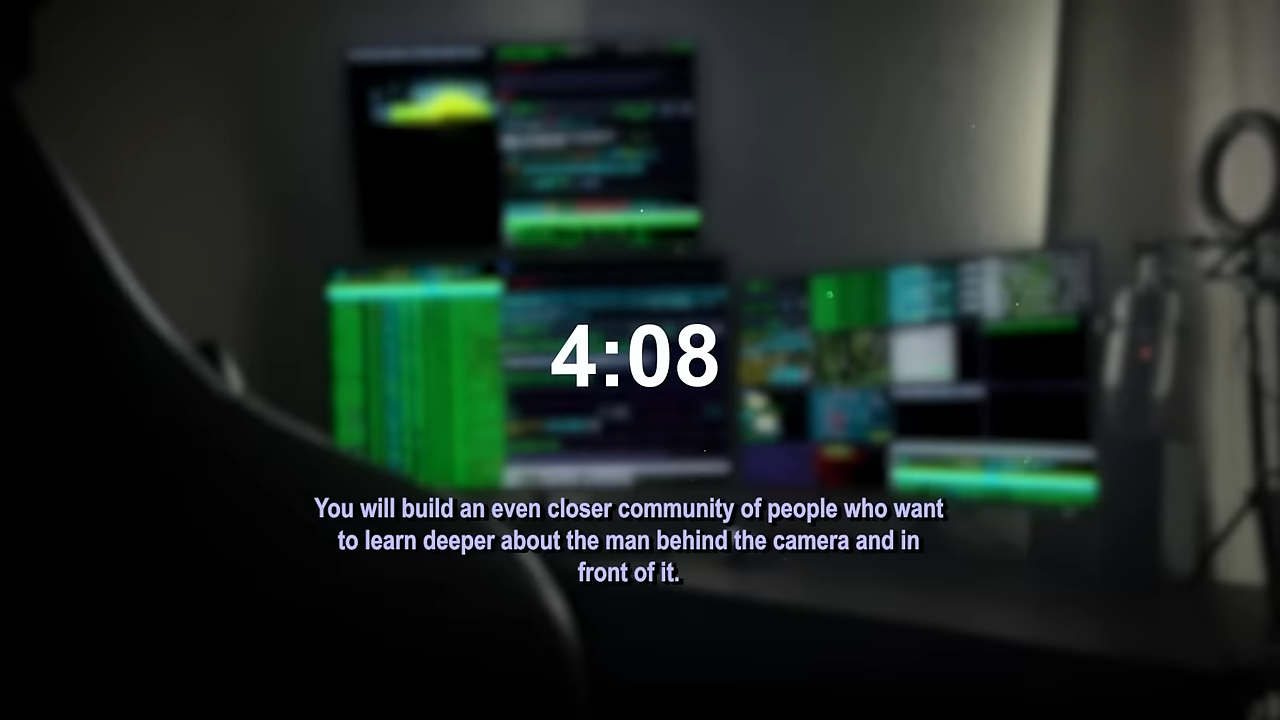 4:08
You will build an even closer community of people who want
to learn deeper about the man behind the camera and in
front of it.